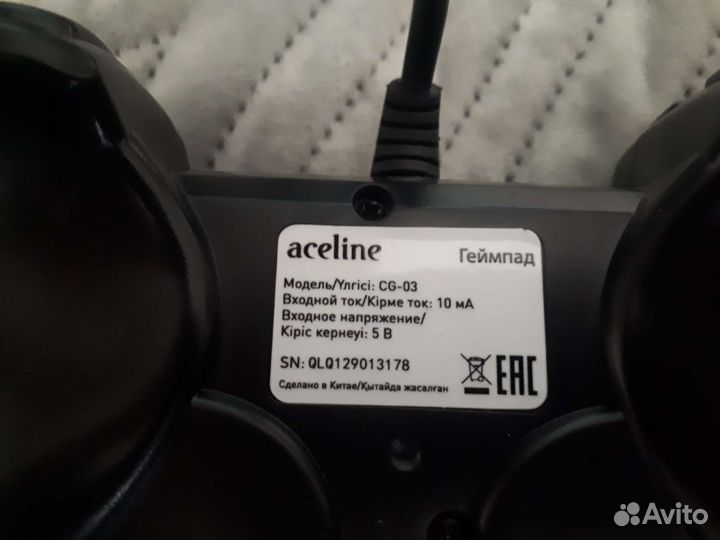 aceline
Геймпад
Модель/Үлгісі: CG-03
Входной ток/Кірме ток: 10 мА
Входное напряжение/
Кіріс кернеуі: 5 В
SN: QLQ129013178
EAC
Сделано в Китае/Қытайда жасалған
Avito